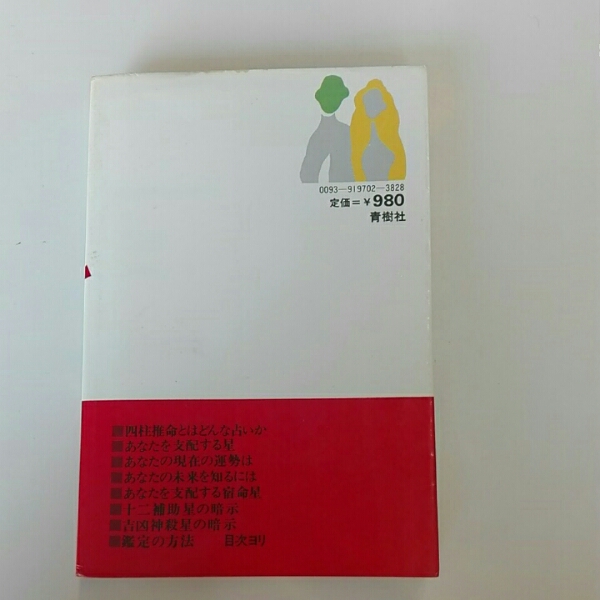 0093-919702-3828
定価=¥980
青樹社
■四柱推命とはどんな占いか
■あなたを支配する星
■あなたの現在の運勢は
■あなたの未来を知るには
■あなたを支配する宿命星
■十二補助星の暗示
■吉凶神殺星の暗示
■鑑定の方法 目次ヨリ